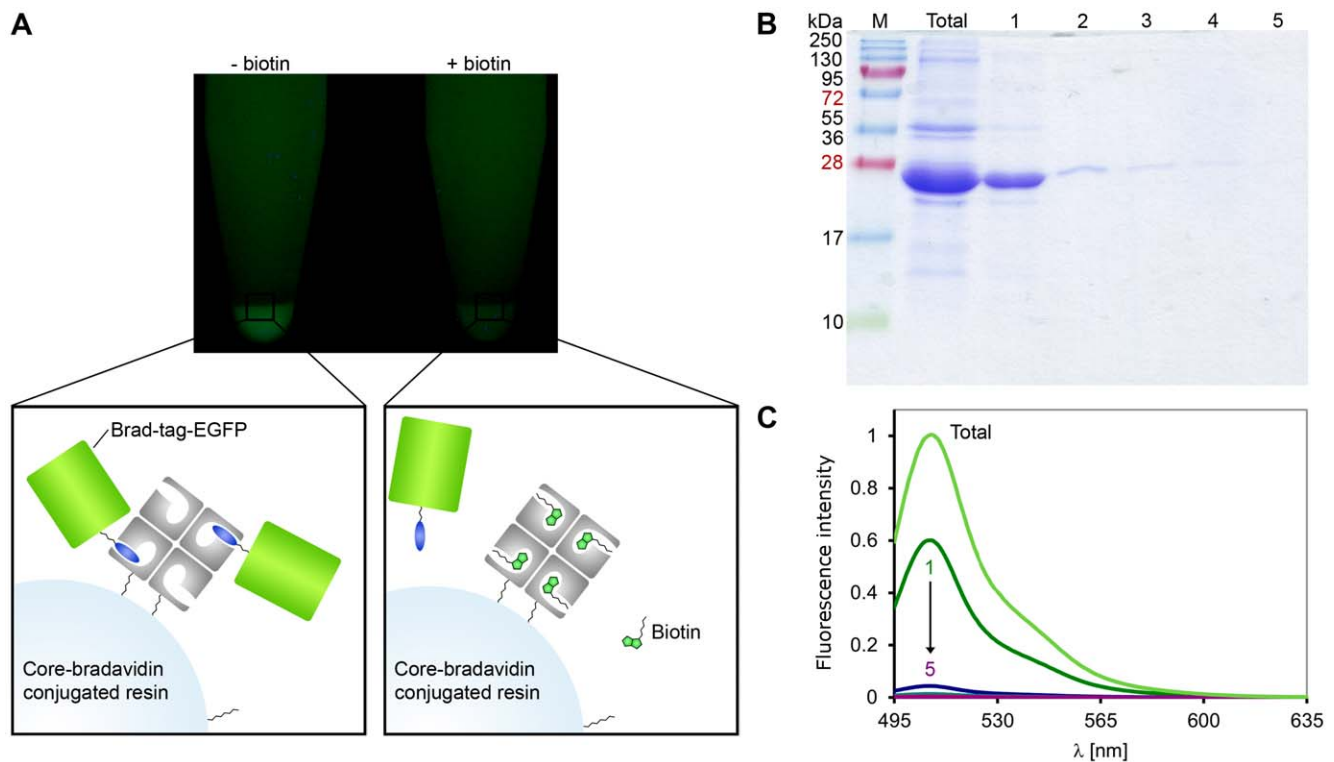 A
- biotin
+ biotin
Brad-tag-EGFP
Core-bradavidin
conjugated resin
Biotin
Core-bradavidin
conjugated resin
B
kDa M Total 1 2 3 4 5
250
130
95
72
55
36
28
17
10
C
Fluorescence intensity
1
0.8
0.6
0.4
0.2
0
Total
1
5
495 530 565 600 635
λ [nm]